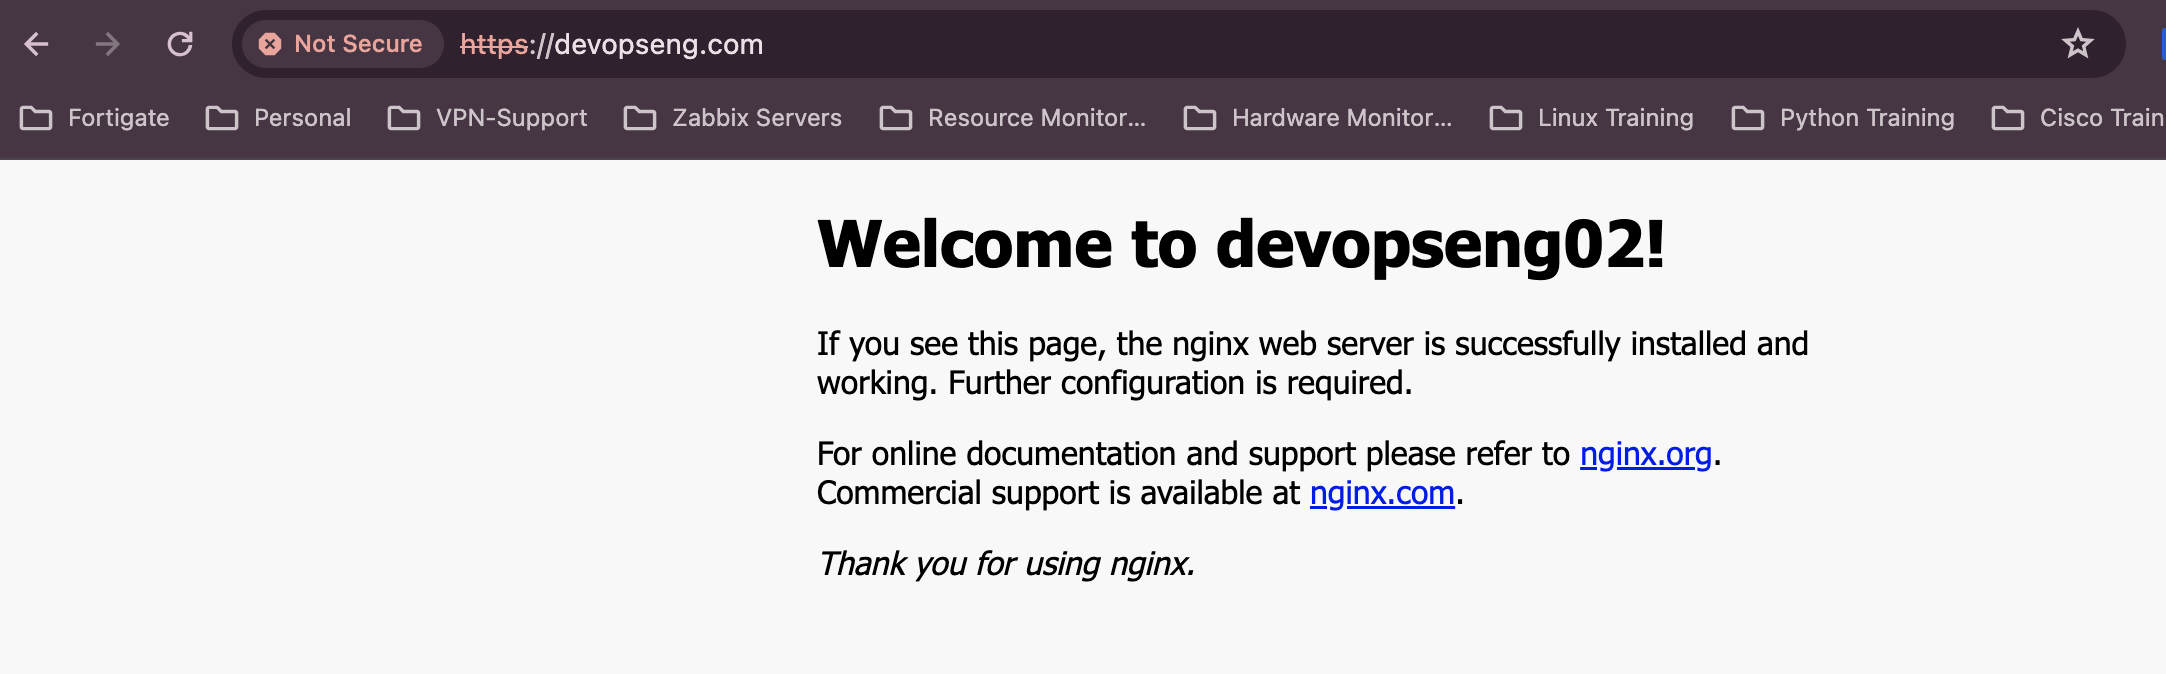 Not Secure https://devopseng.com
Fortigate Personal VPN-Support Zabbix Servers Resource Monitor... Hardware Monitor... Linux Training Python Training Cisco Train
Welcome to devopseng02!
If you see this page, the nginx web server is successfully installed and
working. Further configuration is required.
For online documentation and support please refer to nginx.org.
Commercial support is available at nginx.com.
Thank you for using nginx.